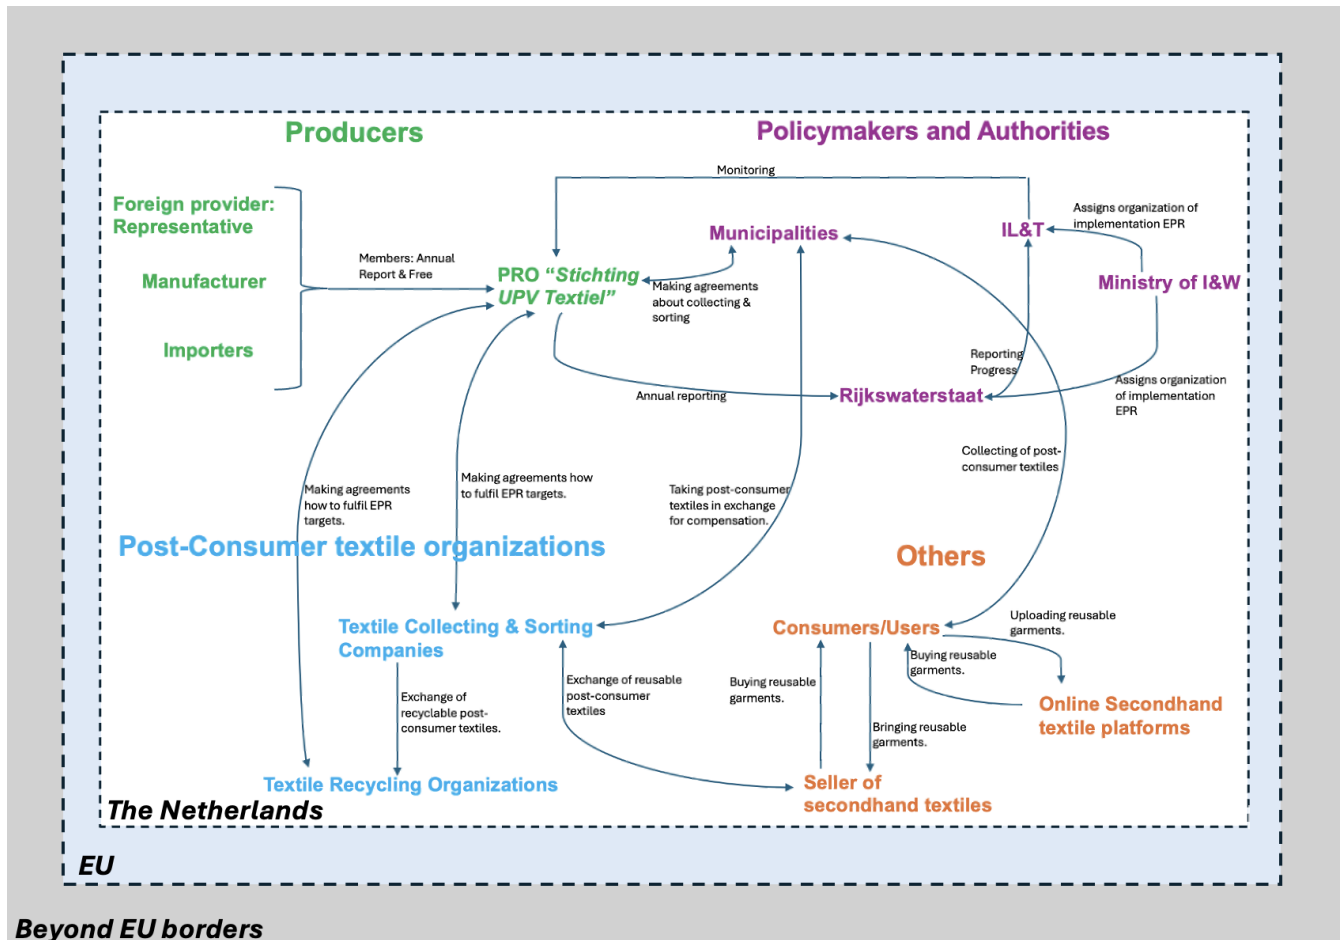 Producers
Policymakers and Authorities
Monitoring
Foreign provider:
Representative
Manufacturer
Importers
Members: Annual
Report & Free
PRO “Stichting
UPV Textiel”
Municipalities
Making agreements
about collecting &
sorting
IL&T
Assigns organization of
implementation EPR
Ministry of I&W
Reporting
Progress
Annual reporting
Rijkswaterstaat
Assigns organization
of implementation
EPR
Collecting of post-
consumer textiles
Making agreements
how to fulfil EPR
targets.
Making agreements how
to fulfil EPR targets.
Taking post-consumer
textiles in exchange
for compensation.
Post-Consumer textile organizations
Others
Textile Collecting & Sorting
Companies
Consumers/Users
Uploading reusable
garments.
Buying reusable
garments.
Exchange of
recyclable post-
consumer textiles.
Exchange of reusable
post-consumer
textiles
Buying reusable
garments.
Bringing reusable
garments.
Online Secondhand
textile platforms
Textile Recycling Organizations
Seller of
secondhand textiles
The Netherlands
EU
Beyond EU borders